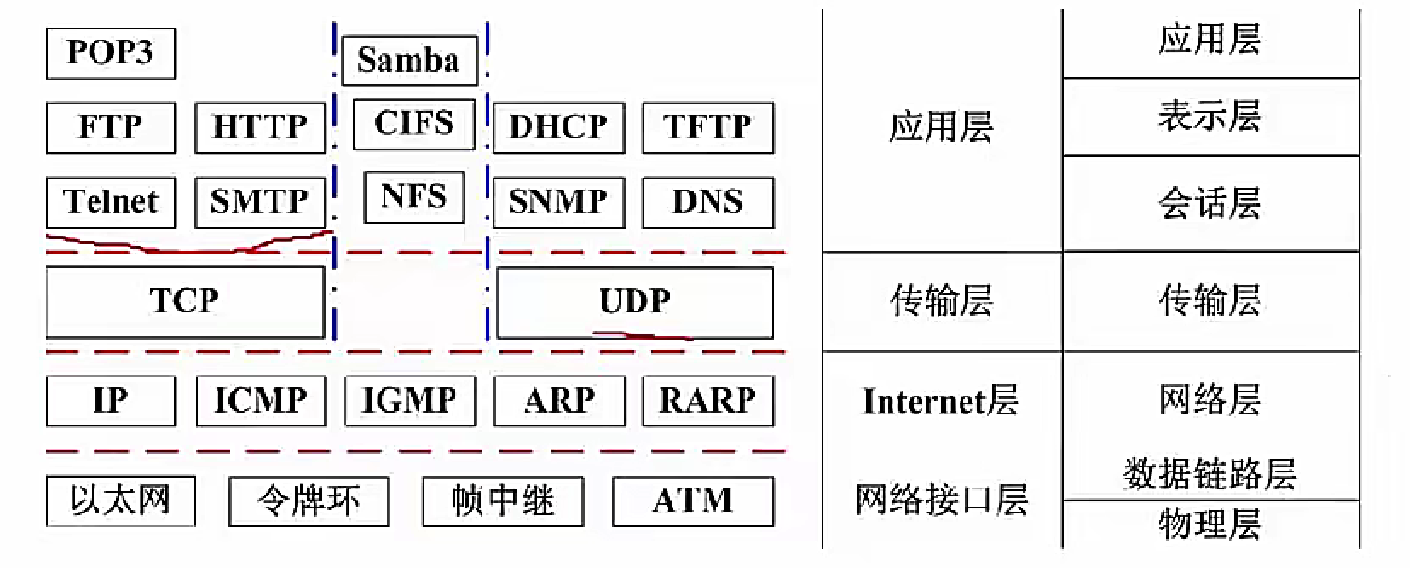 POP3 Samba 应用层
FTP HTTP CIFS DHCP TFTP 应用层 表示层
Telnet SMTP NFS SNMP DNS 会话层
TCP UDP 传输层 传输层
IP ICMP IGMP ARP RARP Internet层 网络层
数据链路层
以太网 令牌环 帧中继 ATM 网络接口层
物理层